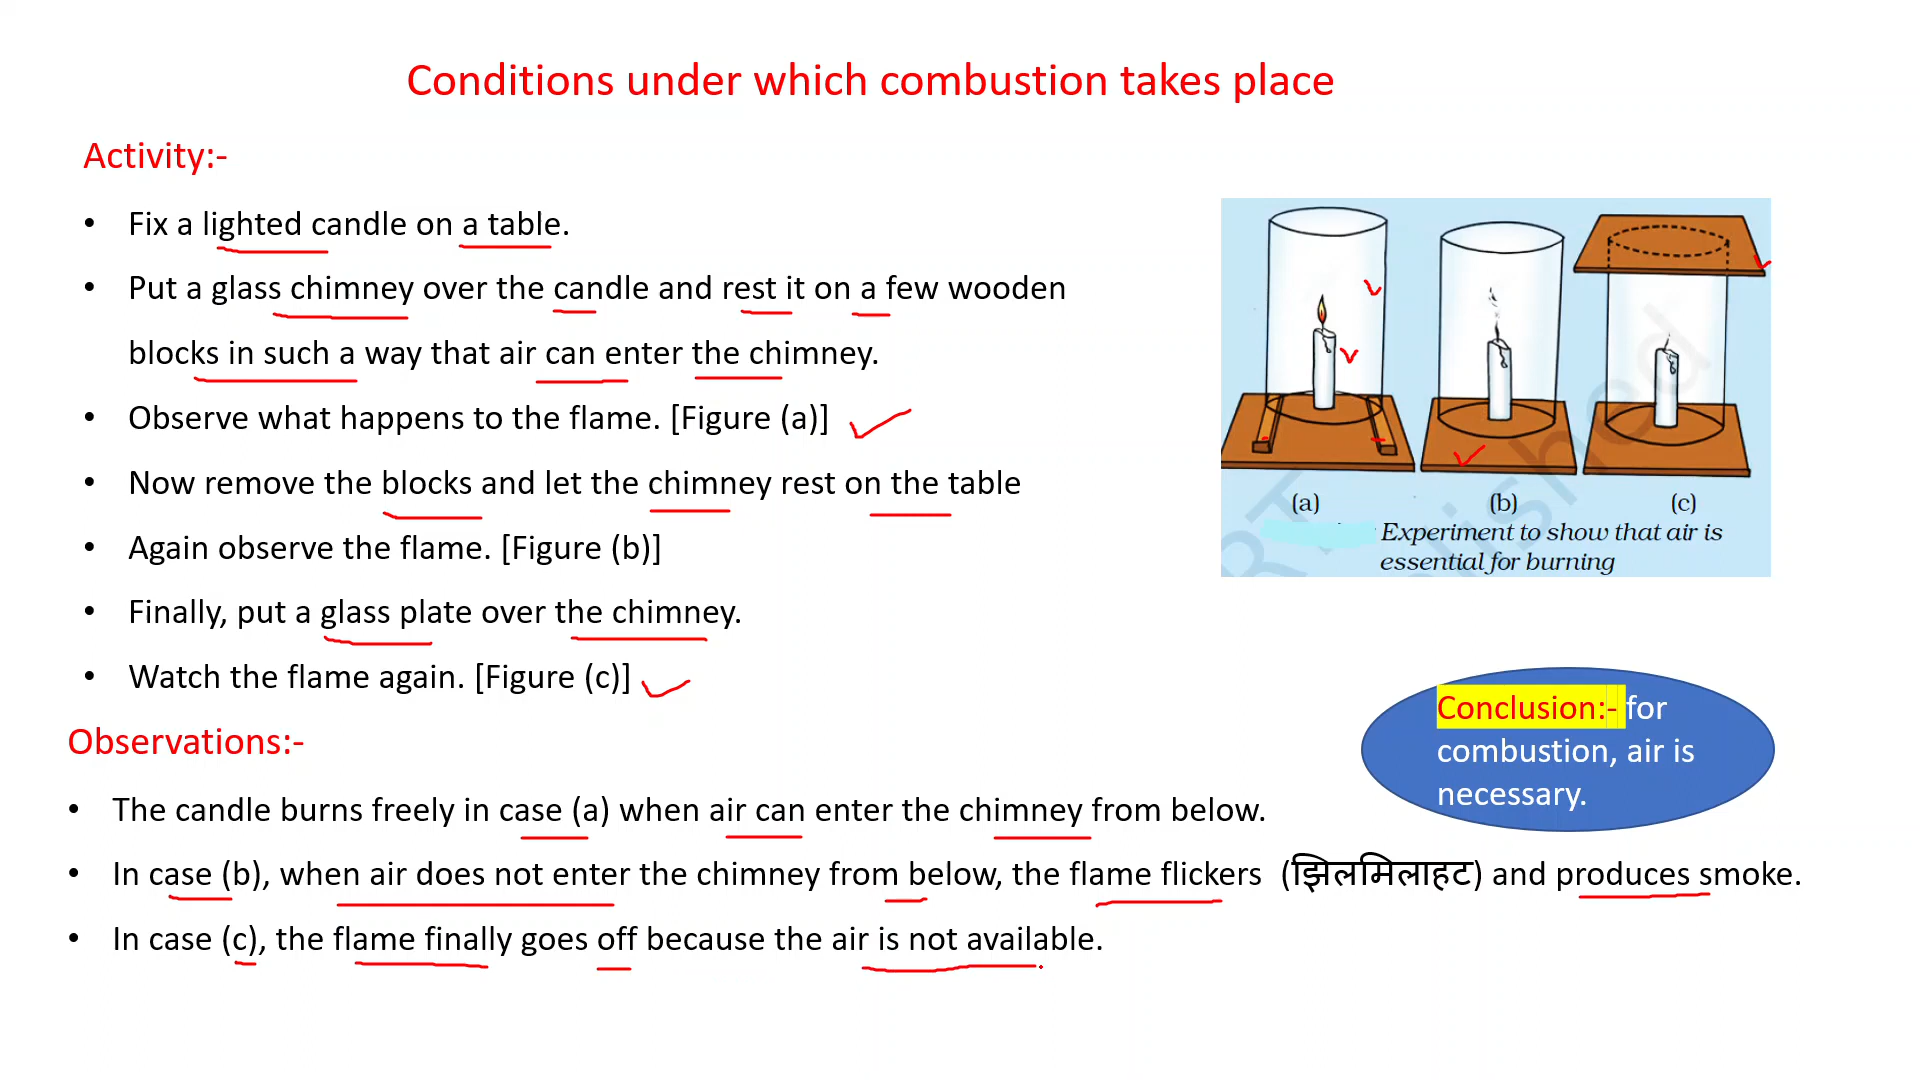 Conditions under which combustion takes place
Activity:-
• Fix a lighted candle on a table.
• Put a glass chimney over the candle and rest it on a few wooden
blocks in such a way that air can enter the chimney.
• Observe what happens to the flame. [Figure (a)]
• Now remove the blocks and let the chimney rest on the table
• Again observe the flame. [Figure (b)]
• Finally, put a glass plate over the chimney.
• Watch the flame again. [Figure (c)]
(a) (b) (c)
Experiment to show that air is
essential for burning
Conclusion:- for
combustion, air is
necessary.
Observations:-
• The candle burns freely in case (a) when air can enter the chimney from below.
• In case (b), when air does not enter the chimney from below, the flame flickers (झिलमिलाहट) and produces smoke.
• In case (c), the flame finally goes off because the air is not available.